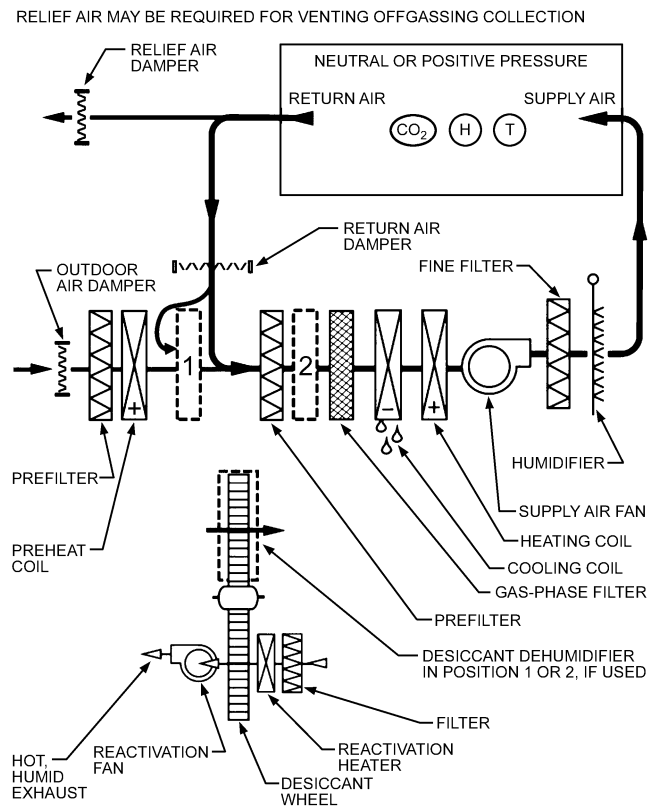 RELIEF AIR MAY BE REQUIRED FOR VENTING OFFGASSING COLLECTION
RELIEF AIR
DAMPER
NEUTRAL OR POSITIVE PRESSURE
RETURN AIR
SUPPLY AIR
CO2
H
T
RETURN AIR
DAMPER
OUTDOOR
AIR DAMPER
FINE FILTER
1
2
+
–
+
PREFILTER
HUMIDIFIER
SUPPLY AIR FAN
PREHEAT
COIL
HEATING COIL
COOLING COIL
GAS-PHASE FILTER
PREFILTER
DESICCANT DEHUMIDIFIER
IN POSITION 1 OR 2, IF USED
FILTER
HOT,
HUMID
EXHAUST
REACTIVATION
FAN
REACTIVATION
HEATER
DESICCANT
WHEEL